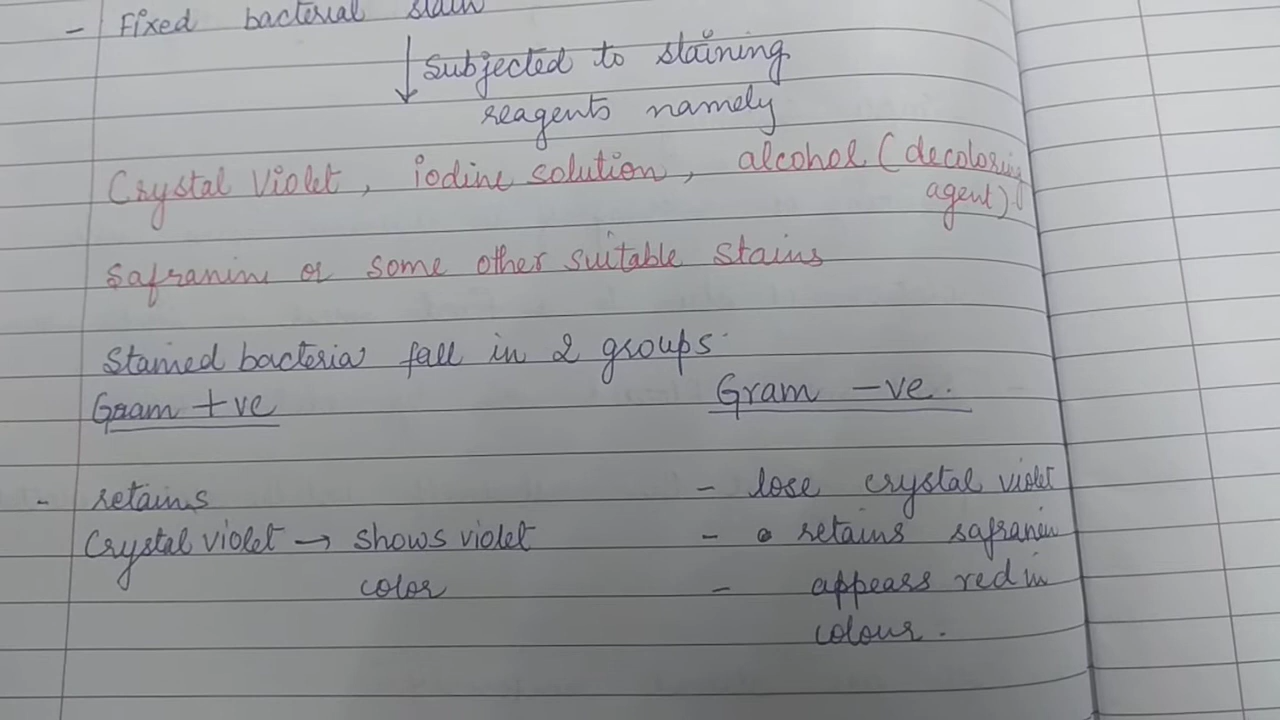 - Fixed bacterial stain
↓ Subjected to staining
reagents namely
Crystal Violet, iodine solution, alcohol (decoloring
agent).
Safranine or some other suitable stains
Stained bacteria fall in 2 groups.
Gram +ve
Gram -ve.
- retains
Crystal violet → shows violet
color
- lose crystal violet
- retains safranin
- appears red in
colour.